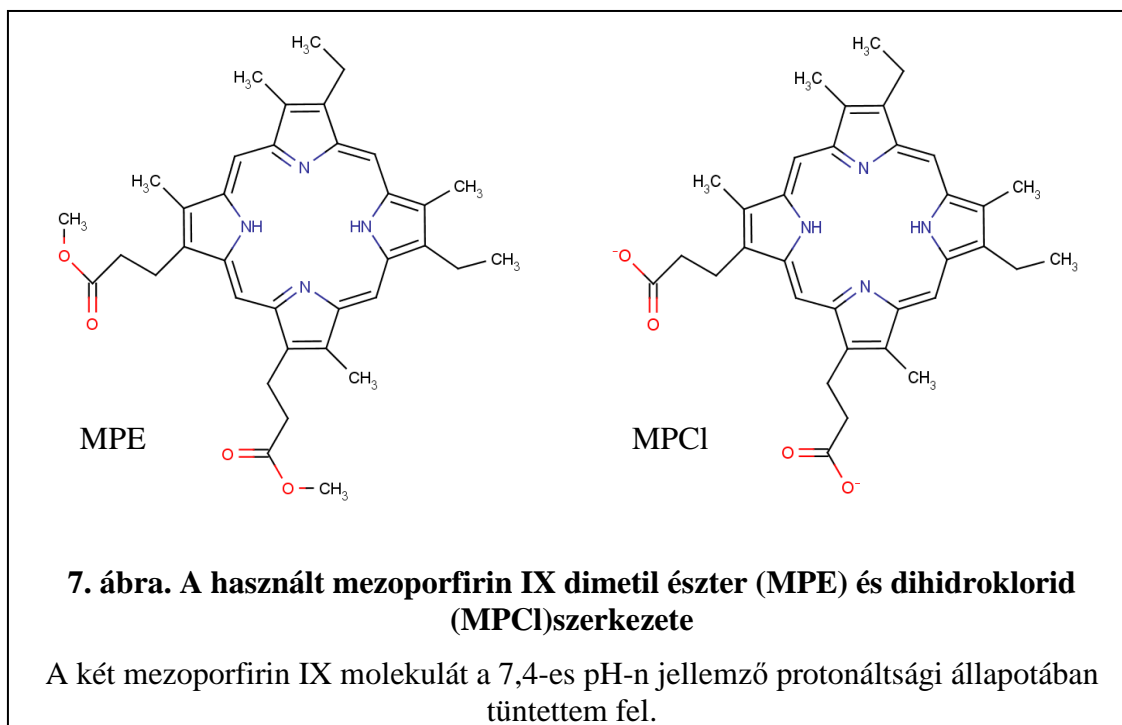 CH₃
CH₃
H₃C
H₃C
N
N
H₃C
CH₃
H₃C
CH₃
CH₃
NH
HN
NH
HN
O
⁻O
CH₃
CH₃
O
N
O
N
CH₃
CH₃
MPE
MPCl
O
O
O
CH₃
O⁻
7. ábra. A használt mezoporfirin IX dimetil észter (MPE) és dihidroklorid
(MPCl)szerkezete
A két mezoporfirin IX molekulát a 7,4-es pH-n jellemző protonáltsági állapotában
tüntettem fel.